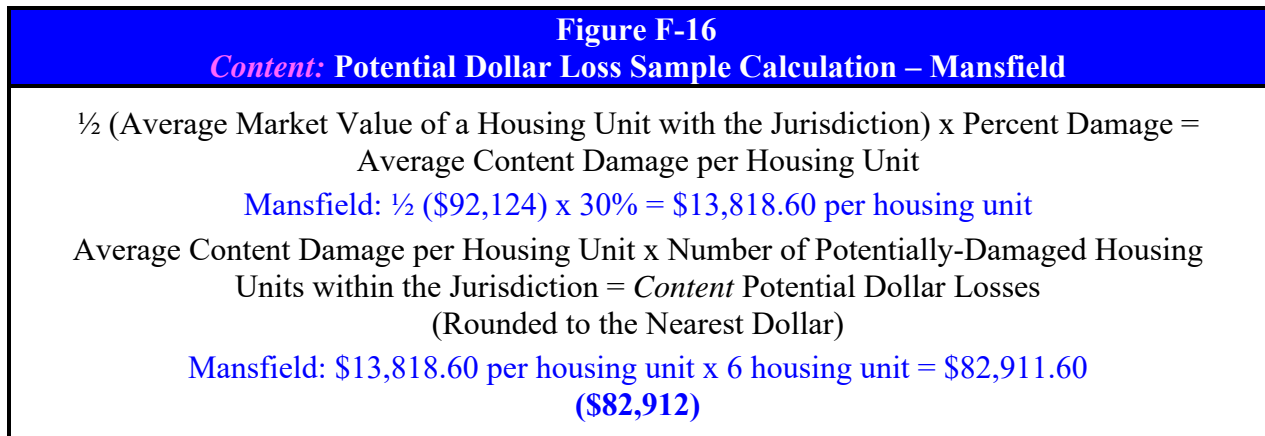 Figure F-16
Content: Potential Dollar Loss Sample Calculation – Mansfield
½ (Average Market Value of a Housing Unit with the Jurisdiction) x Percent Damage =
Average Content Damage per Housing Unit
Mansfield: ½ ($92,124) x 30% = $13,818.60 per housing unit
Average Content Damage per Housing Unit x Number of Potentially-Damaged Housing
Units within the Jurisdiction = Content Potential Dollar Losses
(Rounded to the Nearest Dollar)
Mansfield: $13,818.60 per housing unit x 6 housing unit = $82,911.60
($82,912)